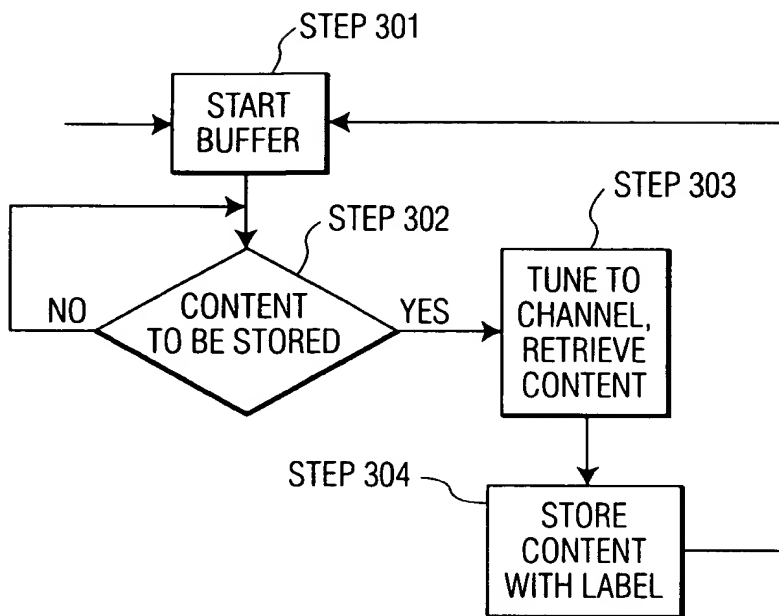 STEP 301
START
BUFFER
STEP 302
CONTENT
TO BE STORED
NO
YES
STEP 303
TUNE TO
CHANNEL,
RETRIEVE
CONTENT
STEP 304
STORE
CONTENT
WITH LABEL